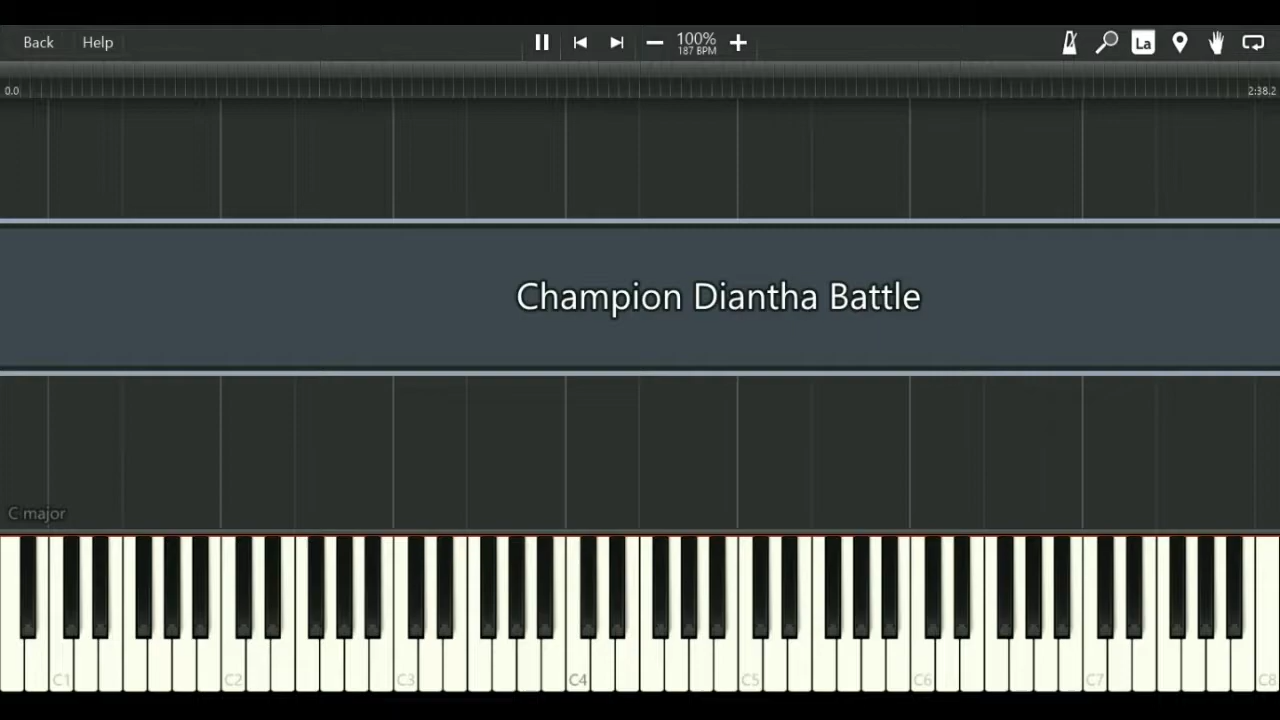 Back Help 100% La
187 BPM
0.0 2:38.2
Champion Diantha Battle
C major
C1 C2 C3 C4 C5 C6 C7 C8